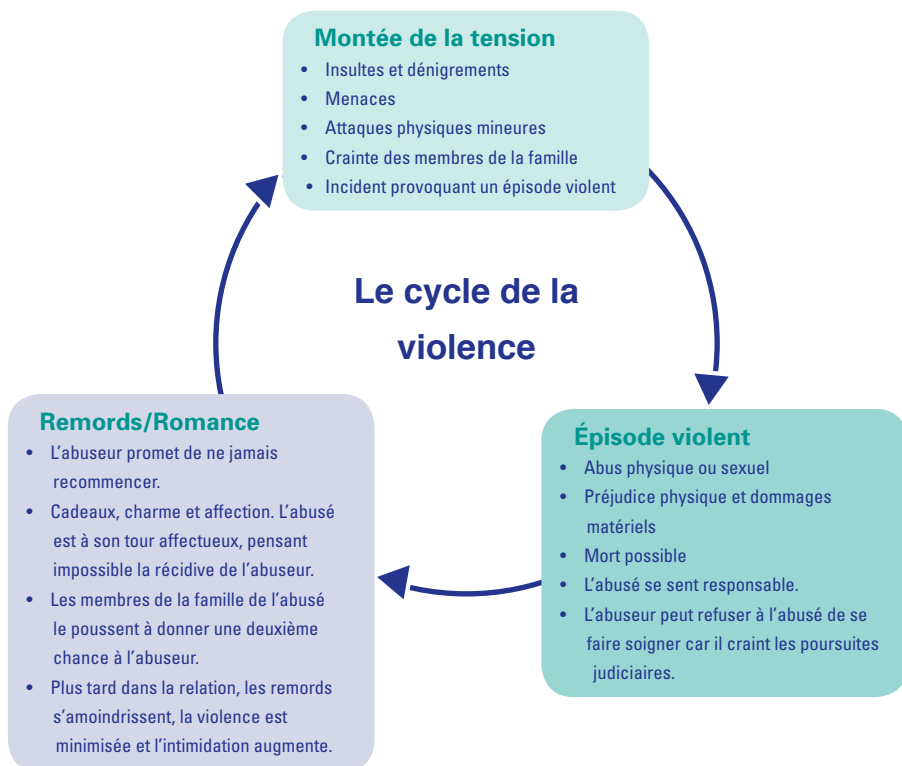 Montée de la tension
• Insultes et dénigrements
• Menaces
• Attaques physiques mineures
• Crainte des membres de la famille
• Incident provoquant un épisode violent
Le cycle de la
violence
Épisode violent
• Abus physique ou sexuel
• Préjudice physique et dommages
matériels
• Mort possible
• L'abusé se sent responsable.
• L'abuseur peut refuser à l'abusé de se
faire soigner car il craint les poursuites
judiciaires.
Remords/Romance
• L'abuseur promet de ne jamais
recommencer.
• Cadeaux, charme et affection. L'abusé
est à son tour affectueux, pensant
impossible la récidive de l'abuseur.
• Les membres de la famille de l'abusé
le poussent à donner une deuxième
chance à l'abuseur.
• Plus tard dans la relation, les remords
s'amoindrissent, la violence est
minimisée et l'intimidation augmente.